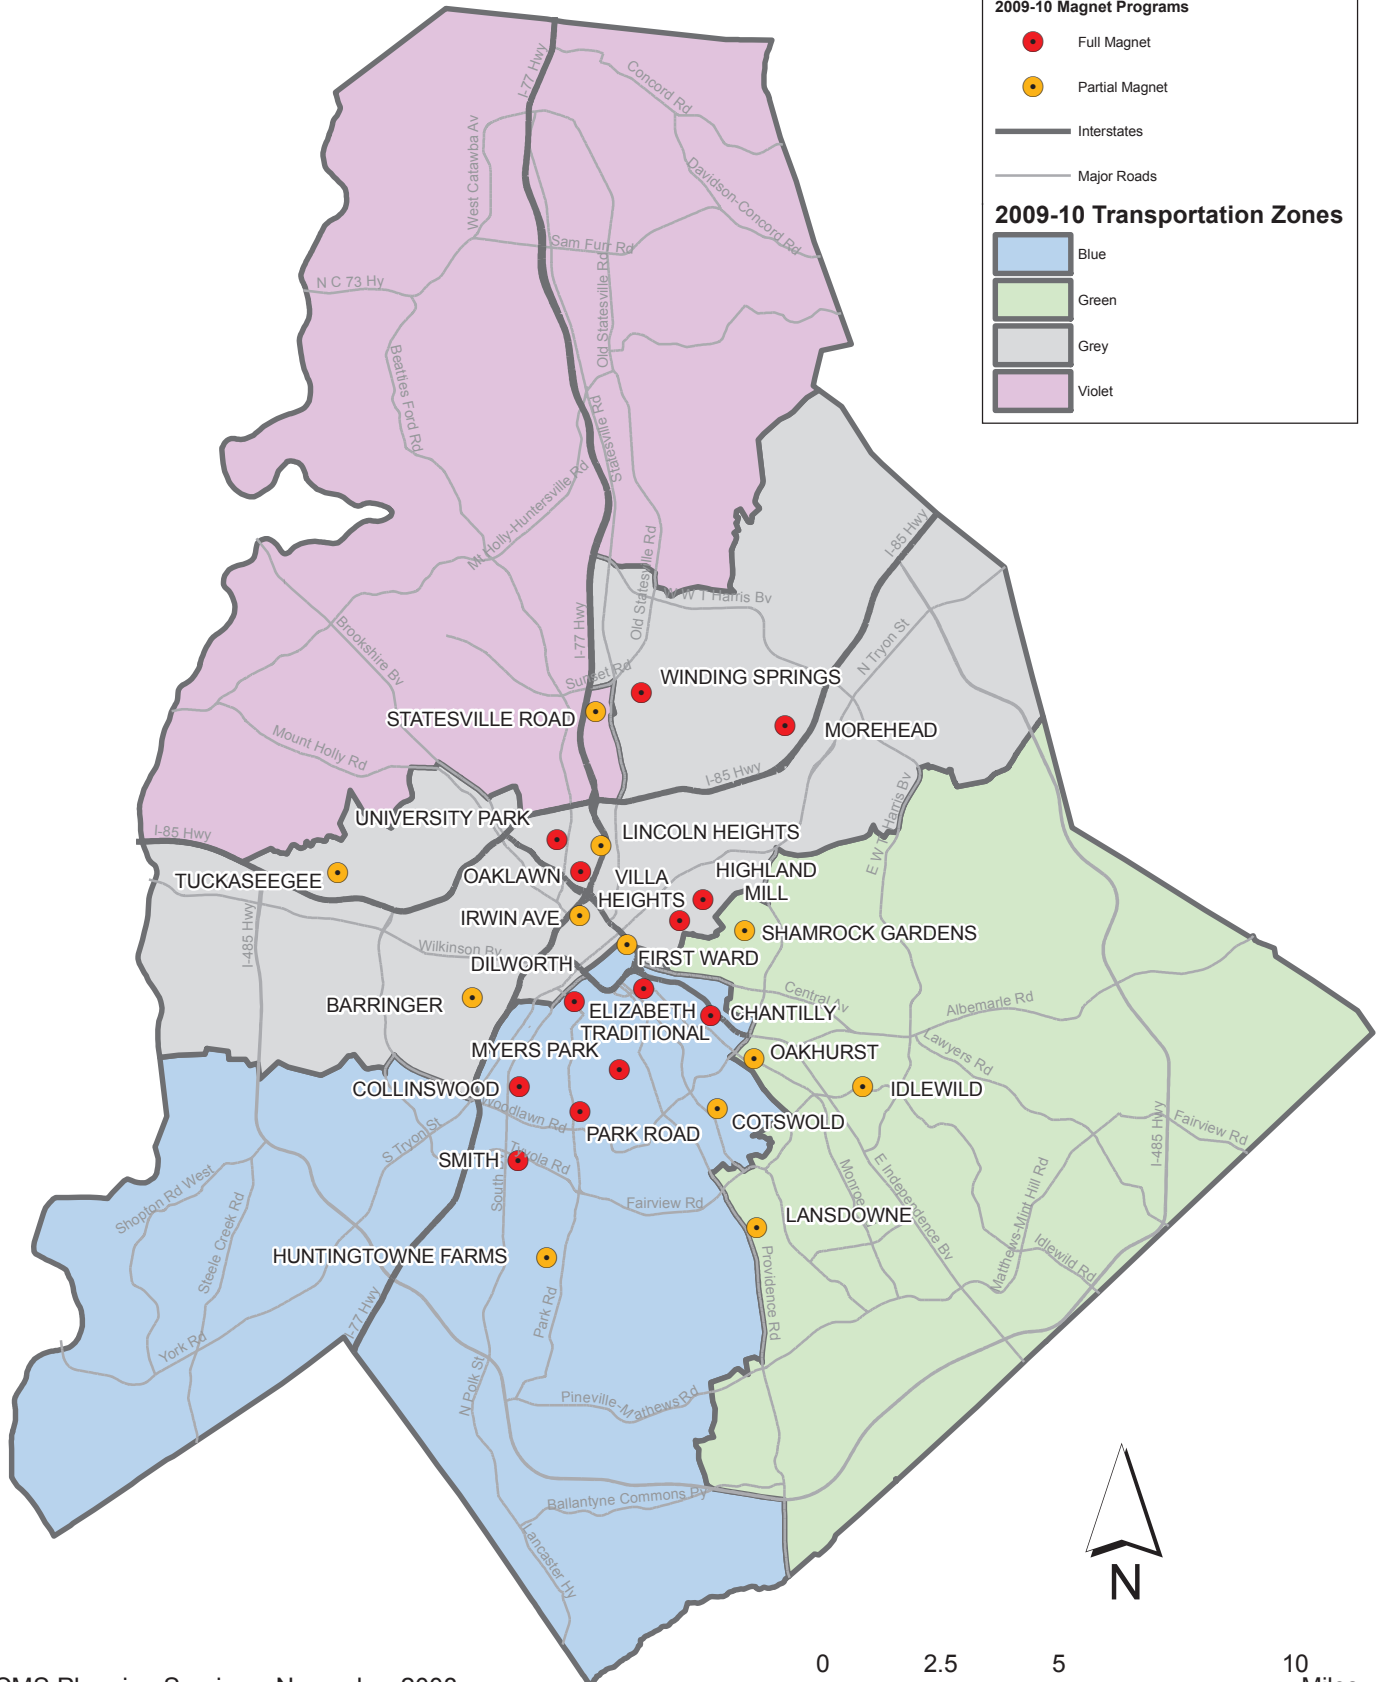 2009-10 Magnet Programs
Full Magnet
Partial Magnet
Interstates
Major Roads
2009-10 Transportation Zones
Blue
Green
Grey
Violet
I-77 Hwy
Concord Rd
West Catawba Av
Davidson-Concord Rd
Sam Furr Rd
N C 73 Hy
Old Statesville Rd
Beatties Ford Rd
Statesville Rd
Mt Holly-Huntersville Rd
I-85 Hwy
Old Statesville Rd
W W T Harris Bv
I-77 Hwy
N Tryon St
Brookshire Bv
Sunset Rd
WINDING SPRINGS
STATESVILLE ROAD
MOREHEAD
Mount Holly Rd
I-85 Hwy
E W T Harris Bv
UNIVERSITY PARK
LINCOLN HEIGHTS
I-85 Hwy
TUCKASEEGEE
OAKLAWN
VILLA
HEIGHTS
HIGHLAND
MILL
IRWIN AVE
SHAMROCK GARDENS
I-485 Hwy
Wilkinson Bv
DILWORTH
FIRST WARD
BARRINGER
Central Av
Albemarle Rd
ELIZABETH
TRADITIONAL
CHANTILLY
MYERS PARK
OAKHURST
Lawyers Rd
COLLINSWOOD
IDLEWILD
Woodlawn Rd
COTSWOLD
PARK ROAD
S Tryon St
Fairview Rd
I-485 Hwy
SMITH
Tyvola Rd
Shopton Rd West
Steele Creek Rd
South
Fairview Rd
Monroe
E Independence Bv
Matthews-Mint Hill Rd
LANSDOWNE
Idlewild Rd
HUNTINGTOWNE FARMS
Providence Rd
I-77 Hwy
Park Rd
York Rd
N Polk St
Pineville-Mathews Rd
Ballantyne Commons Py
Lancaster Hy
N
0 2.5 5 10